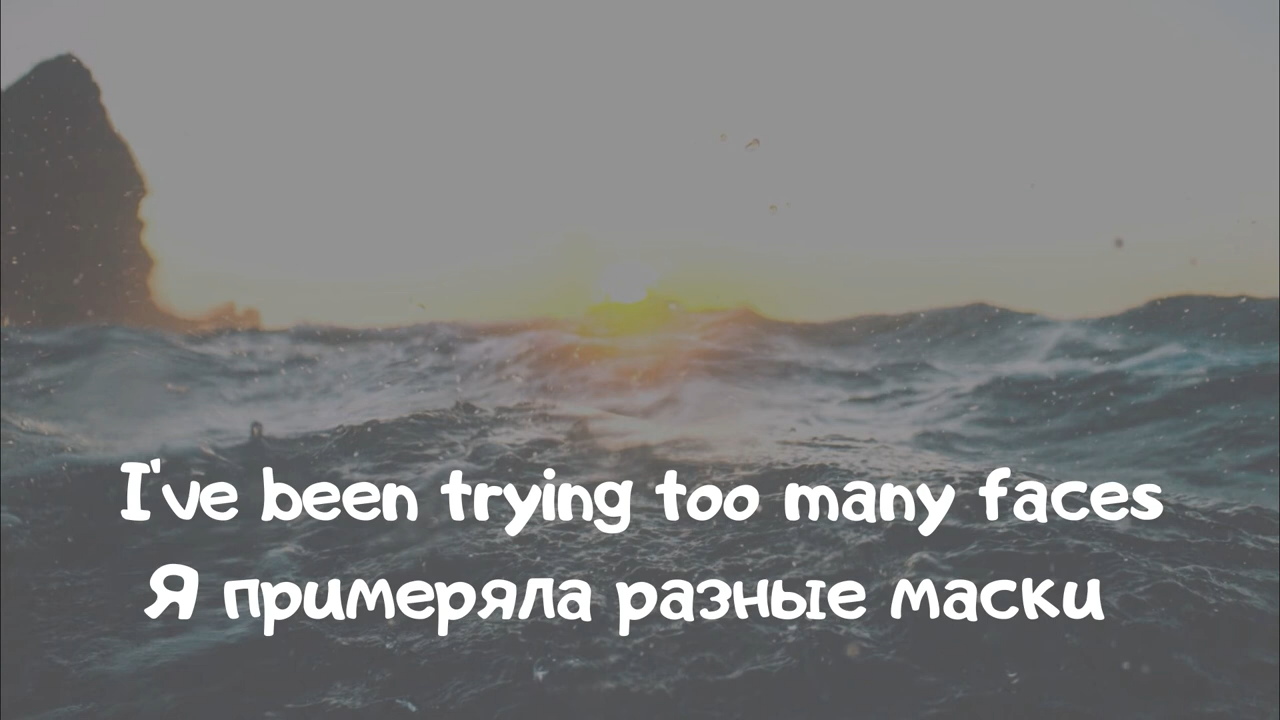 I've been trying too many faces
Я примеряла разные маски